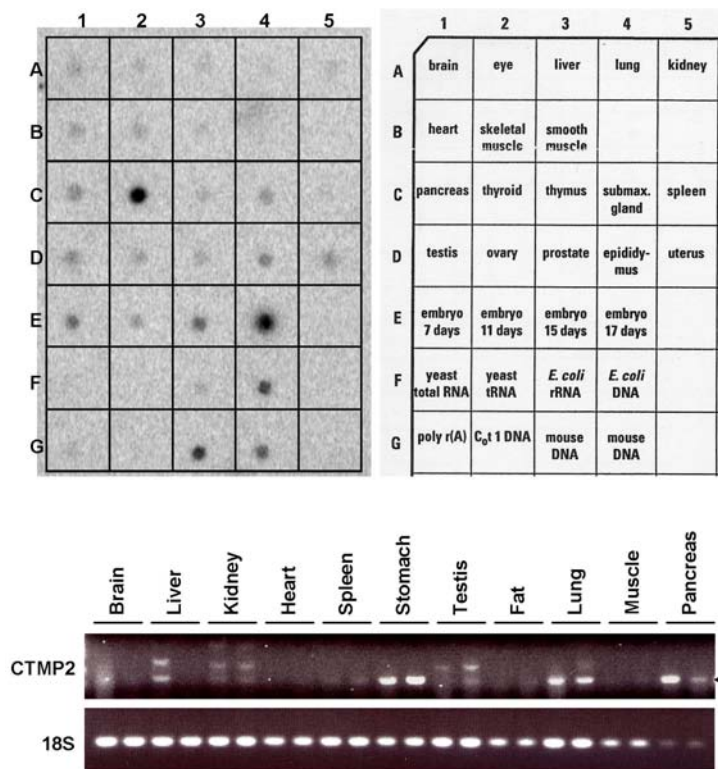 1 2 3 4 5
A
B
C
D
E
F
G
1 2 3 4 5
A brain eye liver lung kidney
B heart skeletal muscle smooth muscle
C pancreas thyroid thymus submax. gland spleen
D testis ovary prostate epididy-mus uterus
E embryo 7 days embryo 11 days embryo 15 days embryo 17 days
F yeast total RNA yeast tRNA E. coli rRNA E. coli DNA
G poly r(A) C₀t 1 DNA mouse DNA mouse DNA
Brain Liver Kidney Heart Spleen Stomach Testis Fat Lung Muscle Pancreas
CTMP2
18S